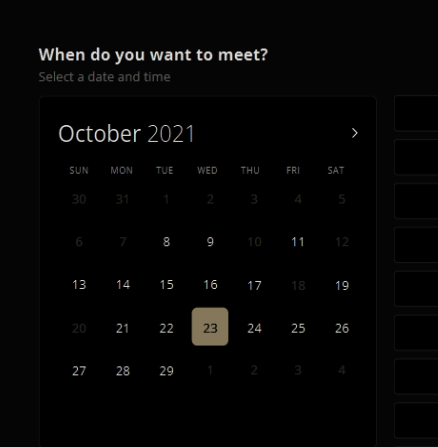 When do you want to meet?
Select a date and time
October 2021
SUN MON TUE WED THU FRI SAT
30 31 1 2 3 4 5
6 7 8 9 10 11 12
13 14 15 16 17 18 19
20 21 22 23 24 25 26
27 28 29 1 2 3 4